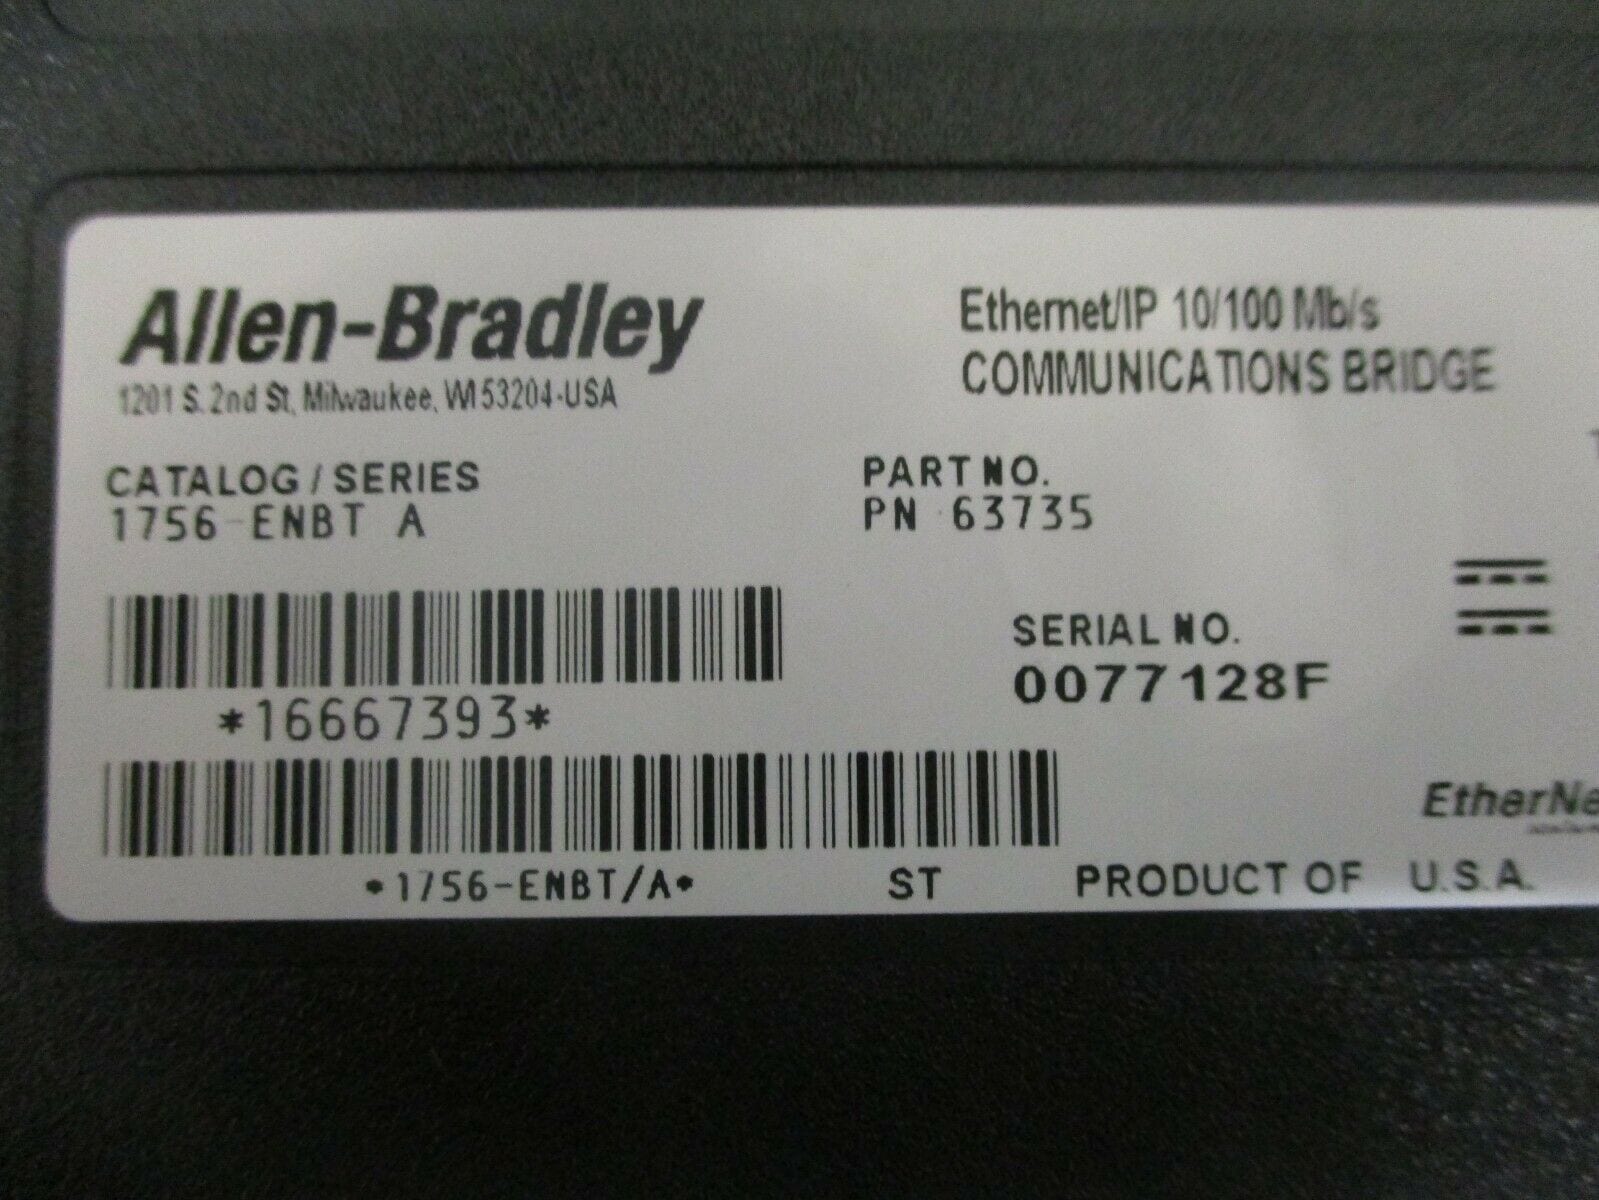 Allen-Bradley
1201 S. 2nd St, Milwaukee, WI 53204-USA
Ethernet/IP 10/100 Mb/s
COMMUNICATIONS BRIDGE
CATALOG / SERIES
1756-ENBT A
PART NO.
PN 63735
SERIAL NO.
0077128F
*16667393*
EtherNe
*1756-ENBT/A*
ST
PRODUCT OF U.S.A.